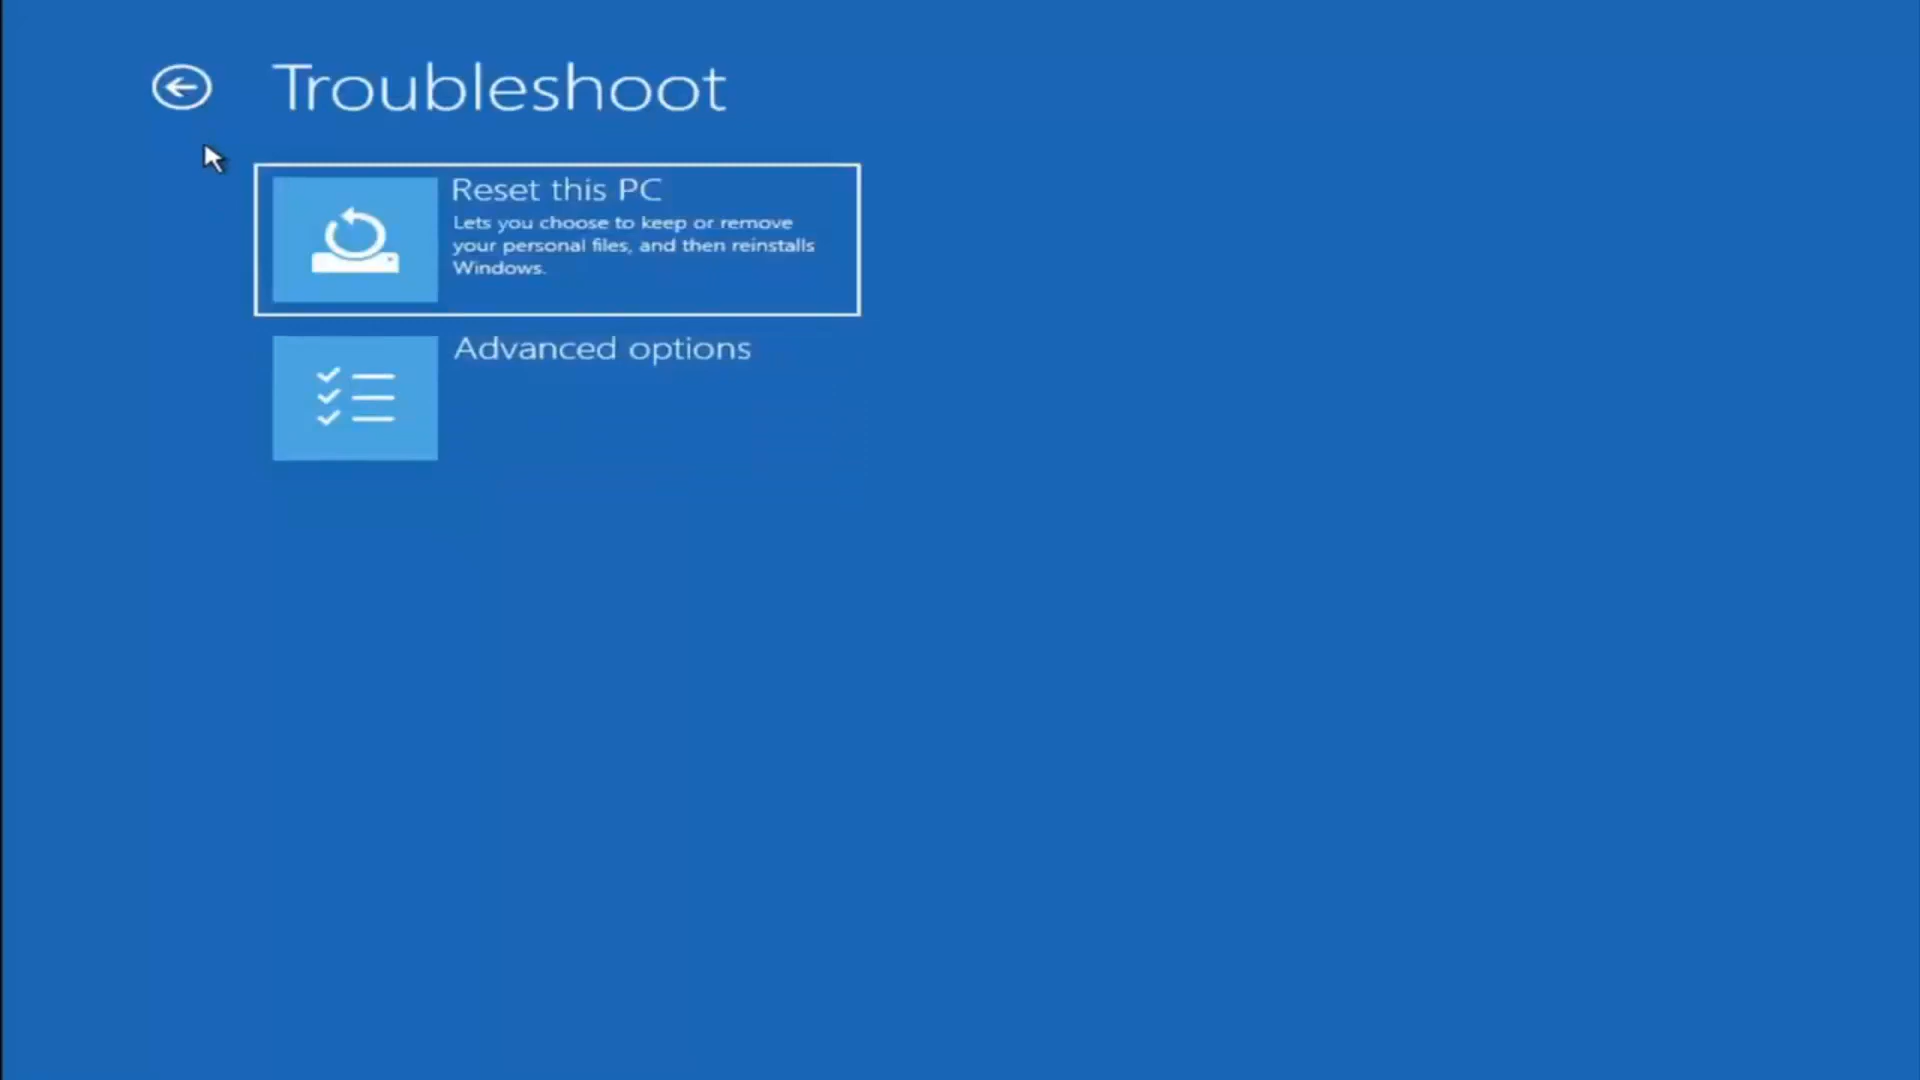 Troubleshoot
Reset this PC
Lets you choose to keep or remove
your personal files, and then reinstalls
Windows.
Advanced options